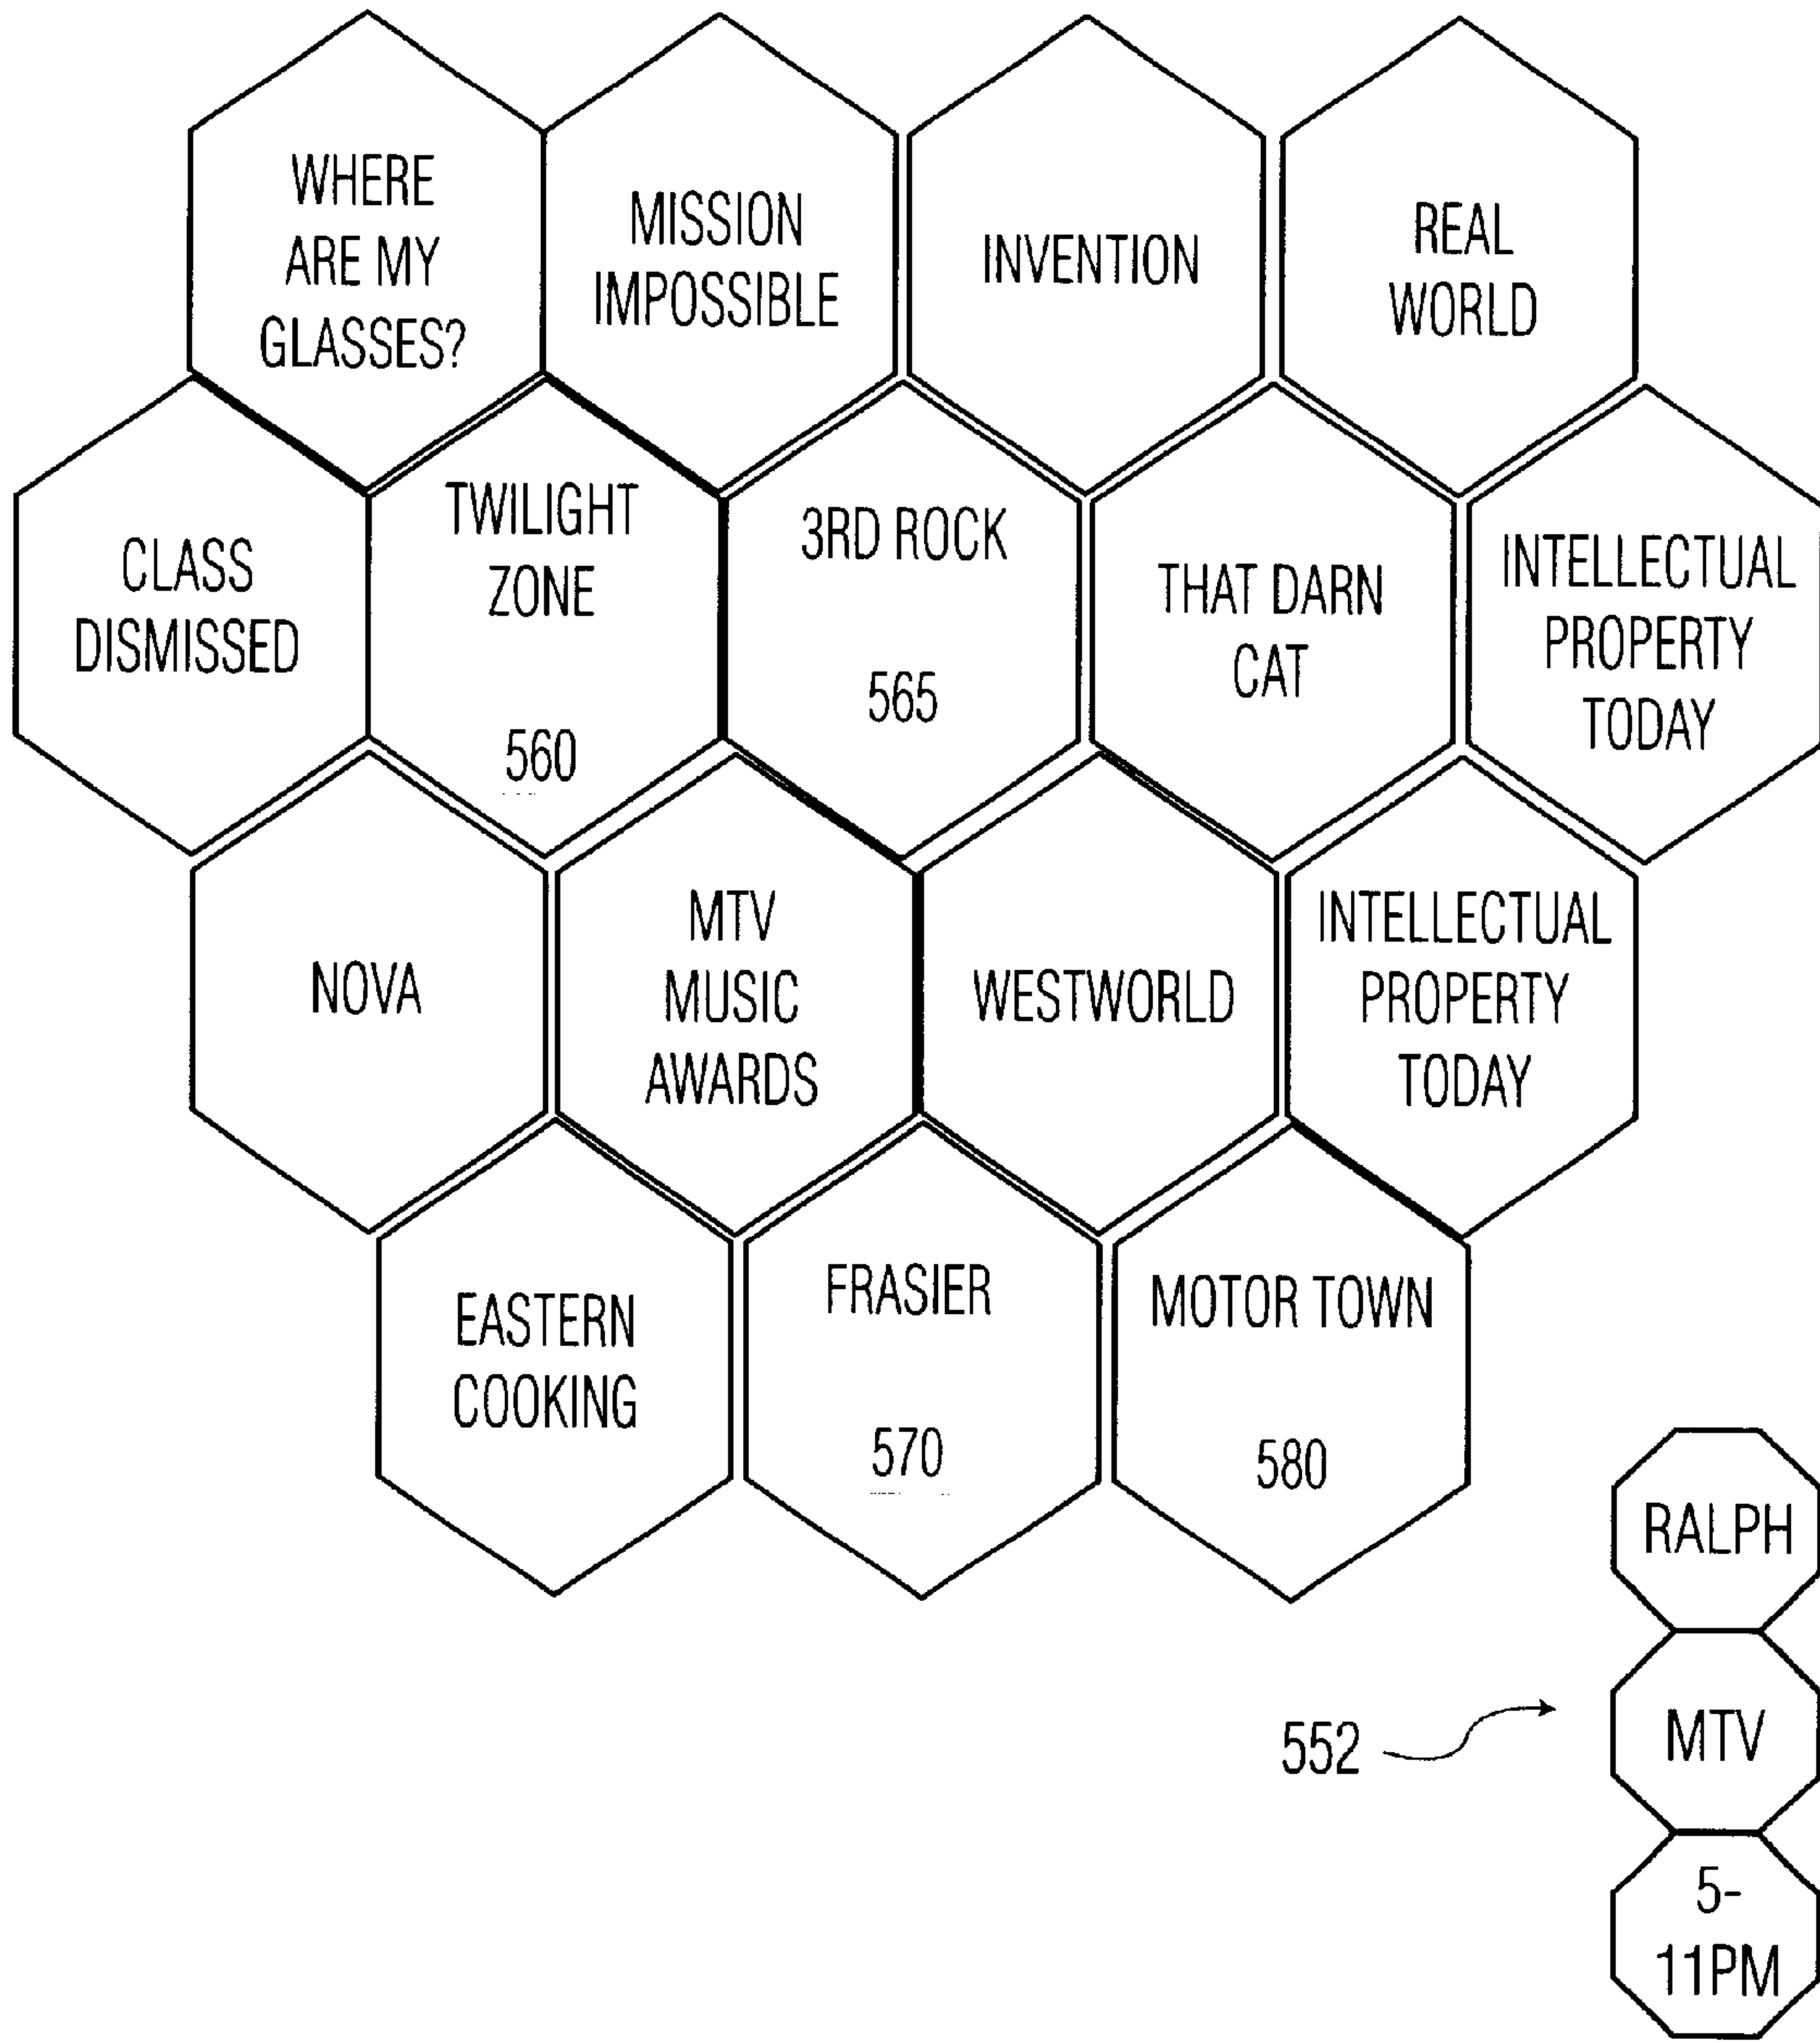 WHERE
ARE MY
GLASSES?
MISSION
IMPOSSIBLE
INVENTION
REAL
WORLD
CLASS
DISMISSED
TWILIGHT
ZONE
560
3RD ROCK
565
THAT DARN
CAT
INTELLECTUAL
PROPERTY
TODAY
NOVA
MTV
MUSIC
AWARDS
WESTWORLD
INTELLECTUAL
PROPERTY
TODAY
EASTERN
COOKING
FRASIER
570
MOTOR TOWN
580
RALPH
552
MTV
5-
11PM